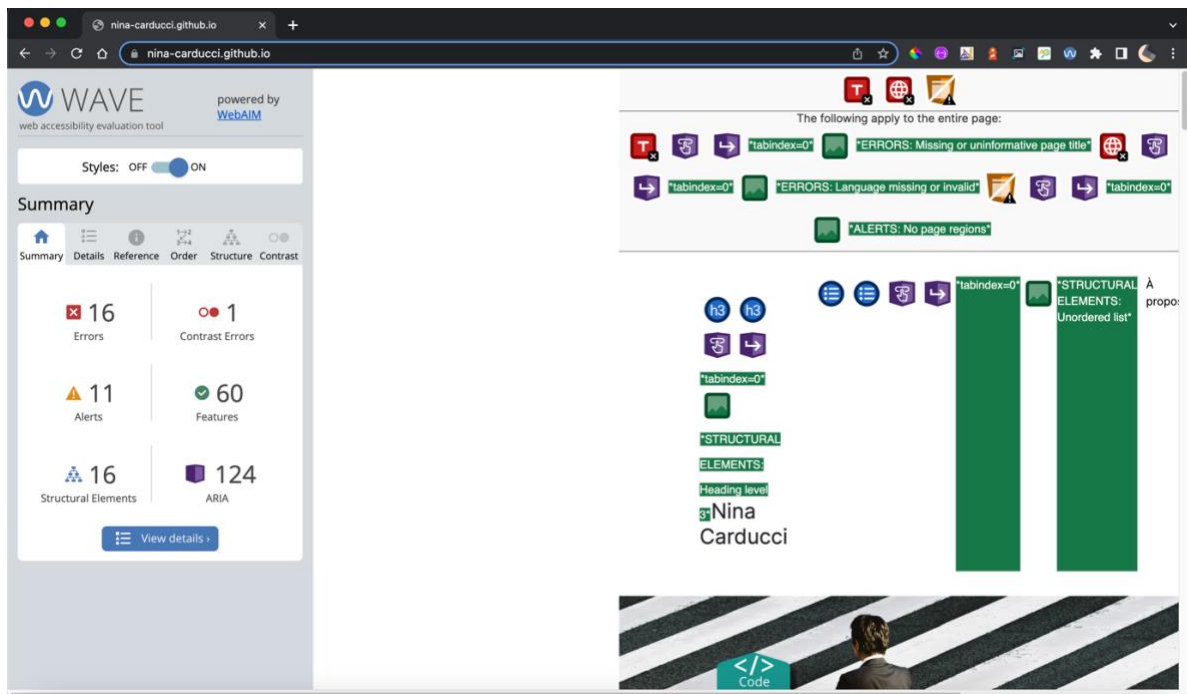 nina-carducci.github.io
nina-carducci.github.io
WAVE
web accessibility evaluation tool
powered by
WebAIM
Styles: OFF ON
Summary
Summary Details Reference Order Structure Contrast
16
Errors
1
Contrast Errors
11
Alerts
60
Features
16
Structural Elements
124
ARIA
View details ›
The following apply to the entire page:
*tabindex=0* *ERRORS: Missing or uninformative page title*
*tabindex=0* *ERRORS: Language missing or invalid* *tabindex=0*
*ALERTS: No page regions*
h3 h3
*tabindex=0*
*STRUCTURAL
ELEMENTS:
Heading level
3*Nina
Carducci
*tabindex=0*
*STRUCTURAL
ELEMENTS:
Unordered list*
À
propos
</>
Code